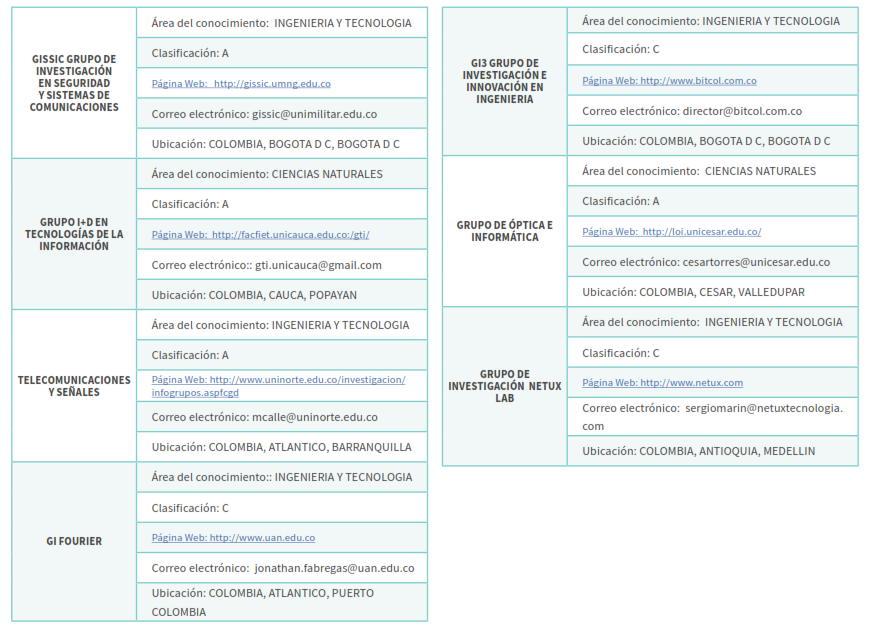 GISSIC GRUPO DE
INVESTIGACIÓN
EN SEGURIDAD
Y SISTEMAS DE
COMUNICACIONES
Área del conocimiento: INGENIERIA Y TECNOLOGIA
Clasificación: A
Página Web: http://gissic.umng.edu.co
Correo electrónico: gissic@unimilitar.edu.co
Ubicación: COLOMBIA, BOGOTA D C, BOGOTA D C
GRUPO I+D EN
TECNOLOGÍAS DE LA
INFORMACIÓN
Área del conocimiento: CIENCIAS NATURALES
Clasificación: A
Página Web: http://facfiet.unicauca.edu.co:/gti/
Correo electrónico:: gti.unicauca@gmail.com
Ubicación: COLOMBIA, CAUCA, POPAYAN
TELECOMUNICACIONES
Y SEÑALES
Área del conocimiento: INGENIERIA Y TECNOLOGIA
Clasificación: A
Página Web: http://www.uninorte.edu.co/investigacion/
infogrupos.aspfcgd
Correo electrónico: mcalle@uninorte.edu.co
Ubicación: COLOMBIA, ATLANTICO, BARRANQUILLA
GI FOURIER
Área del conocimiento:: INGENIERIA Y TECNOLOGIA
Clasificación: C
Página Web: http://www.uan.edu.co
Correo electrónico: jonathan.fabregas@uan.edu.co
Ubicación: COLOMBIA, ATLANTICO, PUERTO
COLOMBIA
GI3 GRUPO DE
INVESTIGACIÓN E
INNOVACIÓN EN
INGENIERIA
Área del conocimiento: INGENIERIA Y TECNOLOGIA
Clasificación: C
Página Web: http://www.bitcol.com.co
Correo electrónico: director@bitcol.com.co
Ubicación: COLOMBIA, BOGOTA D C, BOGOTA D C
GRUPO DE ÓPTICA E
INFORMÁTICA
Área del conocimiento: CIENCIAS NATURALES
Clasificación: A
Página Web: http://loi.unicesar.edu.co/
Correo electrónico: cesartorres@unicesar.edu.co
Ubicación: COLOMBIA, CESAR, VALLEDUPAR
GRUPO DE
INVESTIGACIÓN NETUX
LAB
Área del conocimiento: INGENIERIA Y TECNOLOGIA
Clasificación: C
Página Web: http://www.netux.com
Correo electrónico: sergiomarin@netuxtecnologia.
com
Ubicación: COLOMBIA, ANTIOQUIA, MEDELLIN